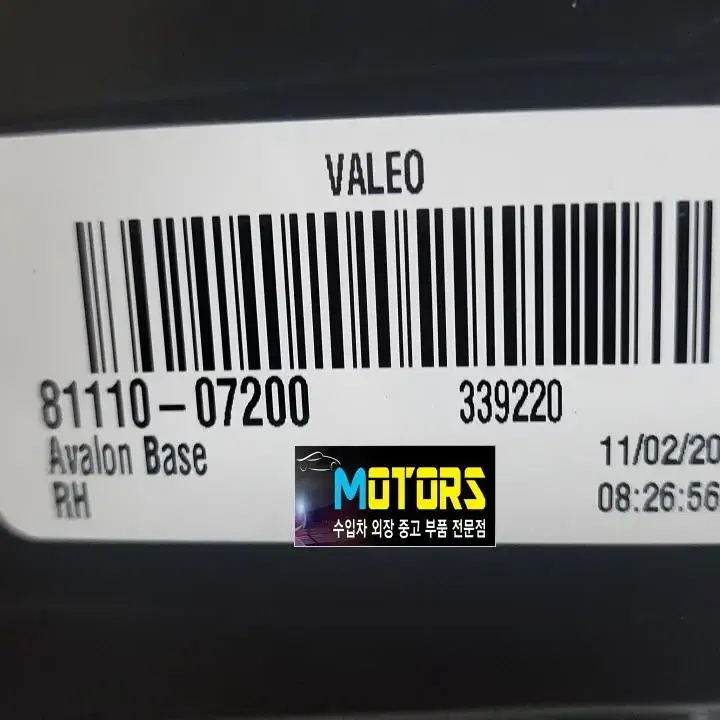 VALEO
81110-07200 339220
Avalon Base 11/02/20
RH 08:26:56
MOTORS
수입차 외장 중고 부품 전문점